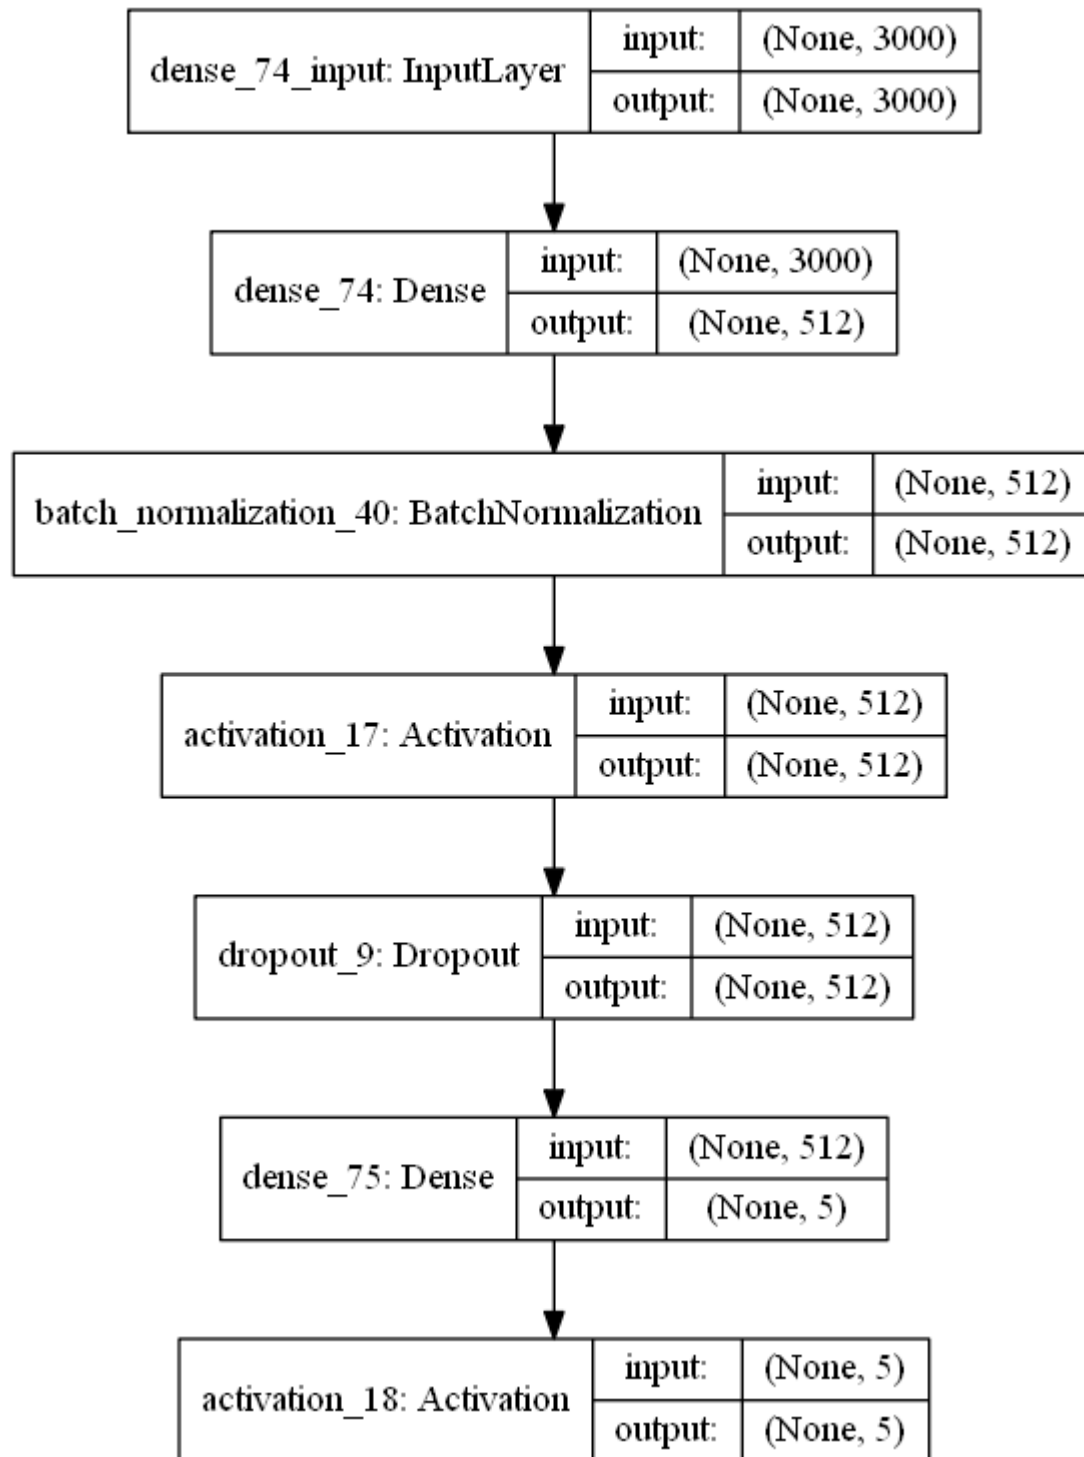 dense_74_input: InputLayer
input: (None, 3000)
output: (None, 3000)
dense_74: Dense
input: (None, 3000)
output: (None, 512)
batch_normalization_40: BatchNormalization
input: (None, 512)
output: (None, 512)
activation_17: Activation
input: (None, 512)
output: (None, 512)
dropout_9: Dropout
input: (None, 512)
output: (None, 512)
dense_75: Dense
input: (None, 512)
output: (None, 5)
activation_18: Activation
input: (None, 5)
output: (None, 5)